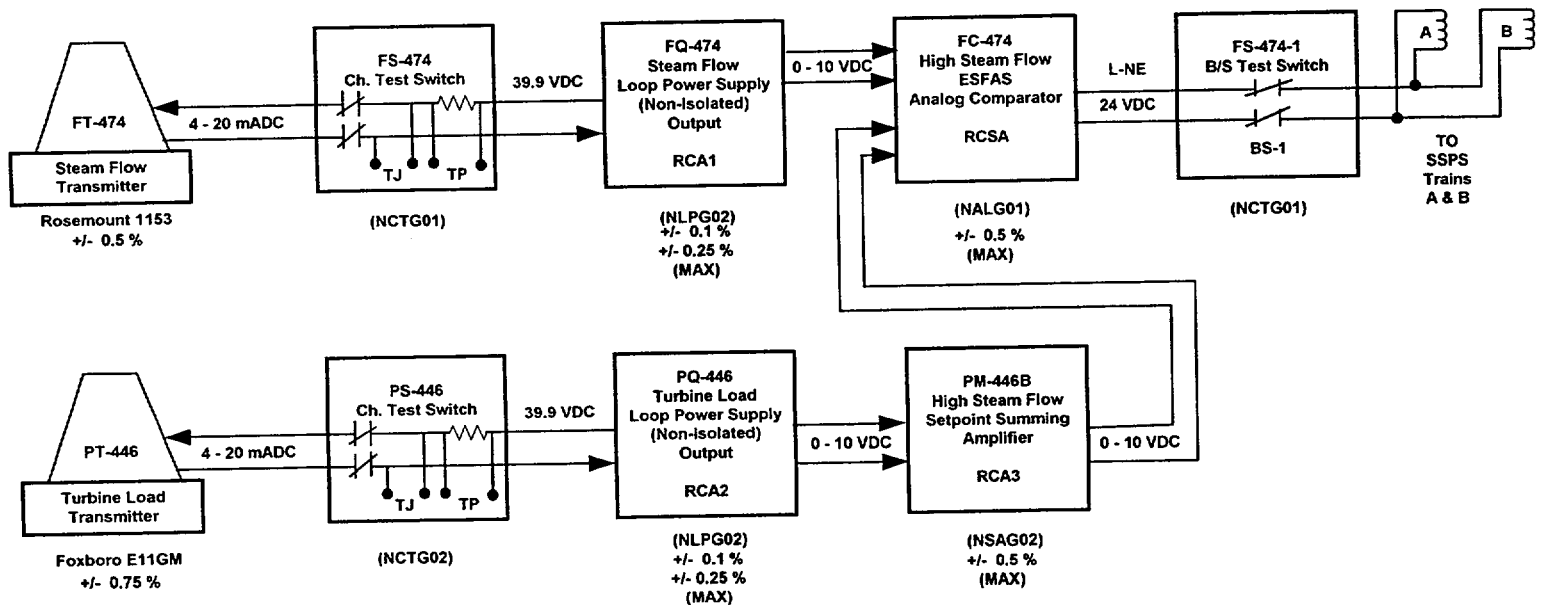 FT-474
Steam Flow
Transmitter
Rosemount 1153
+/- 0.5 %
4 - 20 mADC
FS-474
Ch. Test Switch
TJ
TP
(NCTG01)
39.9 VDC
FQ-474
Steam Flow
Loop Power Supply
(Non-Isolated)
Output
RCA1
(NLPG02)
+/- 0.1 %
+/- 0.25 %
(MAX)
0 - 10 VDC
FC-474
High Steam Flow
ESFAS
Analog Comparator
RCSA
(NALG01)
+/- 0.5 %
(MAX)
L-NE
24 VDC
FS-474-1
B/S Test Switch
BS-1
(NCTG01)
A
B
TO
SSPS
Trains
A & B
PT-446
Turbine Load
Transmitter
Foxboro E11GM
+/- 0.75 %
4 - 20 mADC
PS-446
Ch. Test Switch
TJ
TP
(NCTG02)
39.9 VDC
PQ-446
Turbine Load
Loop Power Supply
(Non-isolated)
Output
RCA2
(NLPG02)
+/- 0.1 %
+/- 0.25 %
(MAX)
0 - 10 VDC
PM-446B
High Steam Flow
Setpoint Summing
Amplifier
RCA3
(NSAG02)
+/- 0.5 %
(MAX)
0 - 10 VDC